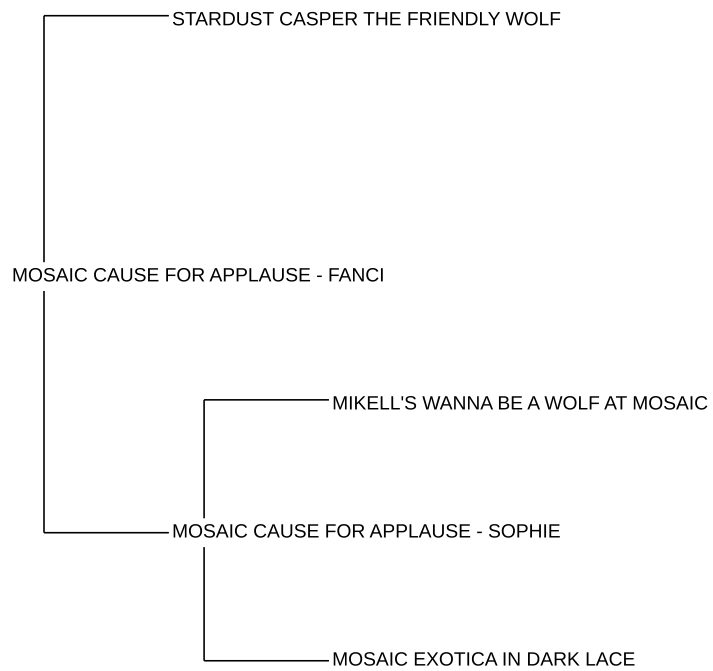 STARDUST CASPER THE FRIENDLY WOLF
MOSAIC CAUSE FOR APPLAUSE - FANCI
MIKELL'S WANNA BE A WOLF AT MOSAIC
MOSAIC CAUSE FOR APPLAUSE - SOPHIE
MOSAIC EXOTICA IN DARK LACE